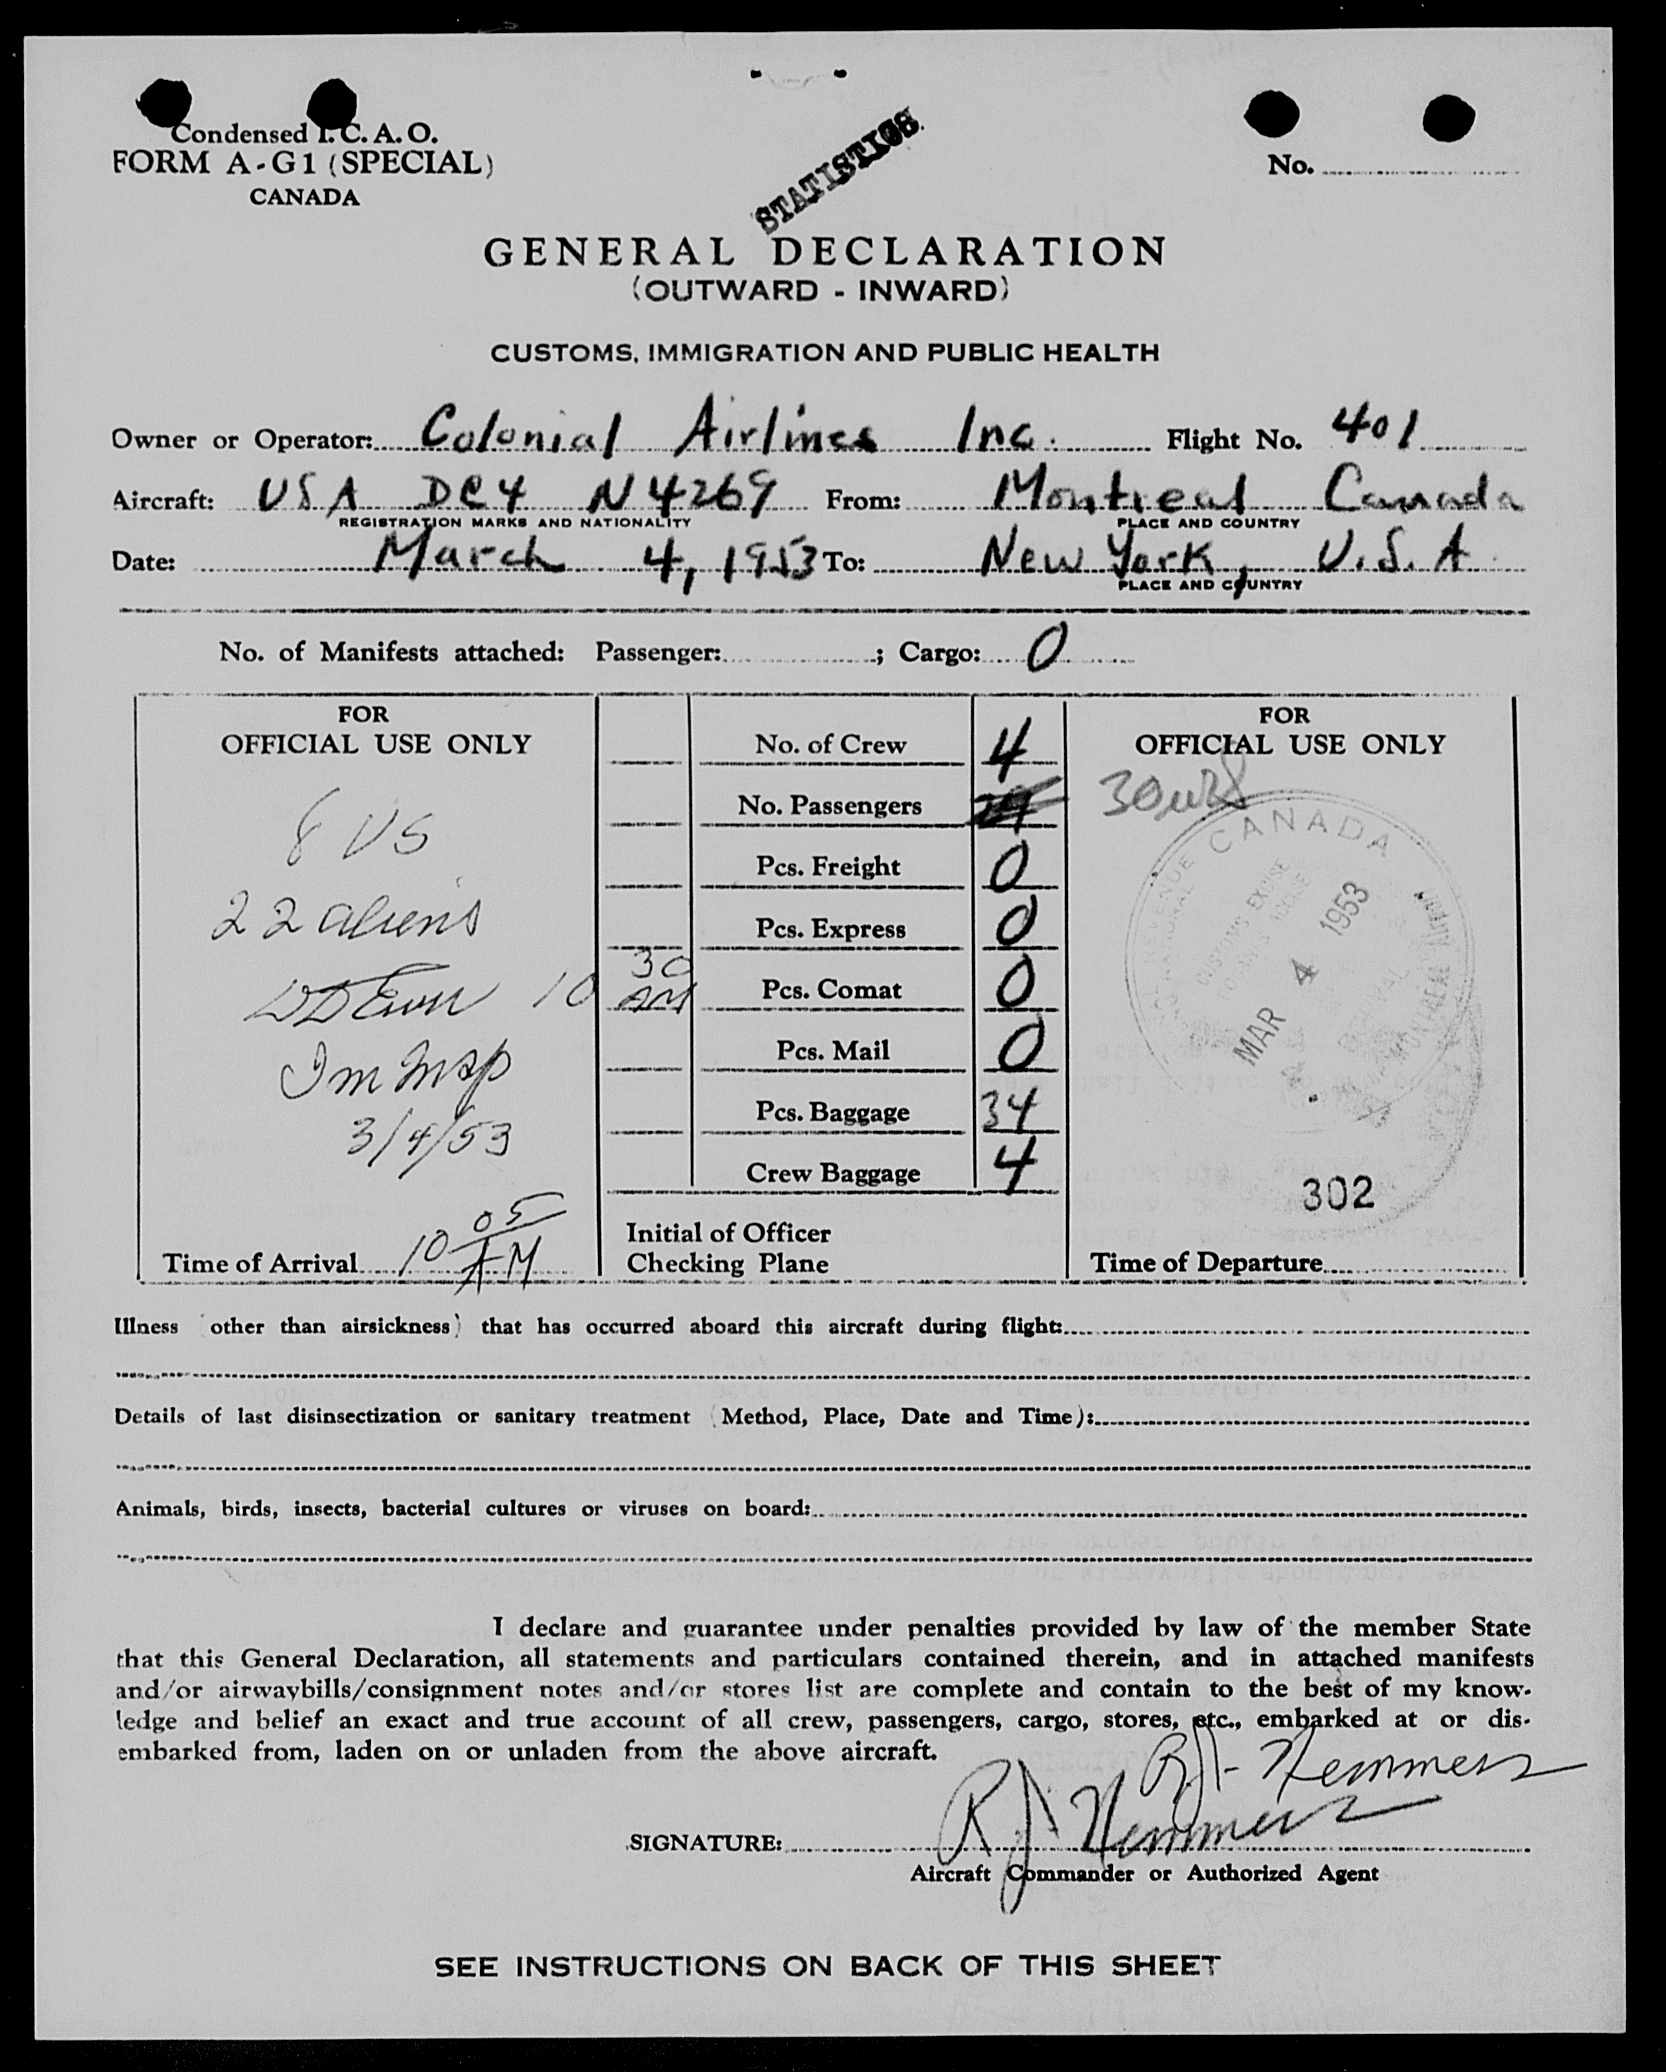 Condensed I. C. A. O.
FORM A-G1 (SPECIAL)
CANADA
STATISTICS
No.
GENERAL DECLARATION
(OUTWARD - INWARD)
CUSTOMS, IMMIGRATION AND PUBLIC HEALTH
Owner or Operator: Colonial Airlines Inc. Flight No. 401
Aircraft: USA DC4 N4269 From: Montreal Canada
REGISTRATION MARKS AND NATIONALITY PLACE AND COUNTRY
Date: March 4, 1953 To: New York, U.S.A.
PLACE AND COUNTRY
No. of Manifests attached: Passenger: ; Cargo: 0
FOR
OFFICIAL USE ONLY
8 US
22 aliens
10 30 AM
3/4/53
Time of Arrival 10 05 AM
No. of Crew 4
No. Passengers
Pcs. Freight 0
Pcs. Express 0
Pcs. Comat 0
Pcs. Mail 0
Pcs. Baggage 34
Crew Baggage 4
Initial of Officer
Checking Plane
FOR
OFFICIAL USE ONLY
CANADA
CUSTOMS EXCISE
MAR 4 1953
302
Time of Departure
Illness other than airsickness) that has occurred aboard this aircraft during flight:
Details of last disinsectization or sanitary treatment (Method, Place, Date and Time):
Animals, birds, insects, bacterial cultures or viruses on board:
I declare and guarantee under penalties provided by law of the member State
that this General Declaration, all statements and particulars contained therein, and in attached manifests
and/or airwaybills/consignment notes and/or stores list are complete and contain to the best of my know-
ledge and belief an exact and true account of all crew, passengers, cargo, stores, etc., embarked at or dis-
embarked from, laden on or unladen from the above aircraft.
R J Hemmers
SIGNATURE: R J Hemmers
Aircraft Commander or Authorized Agent
SEE INSTRUCTIONS ON BACK OF THIS SHEET